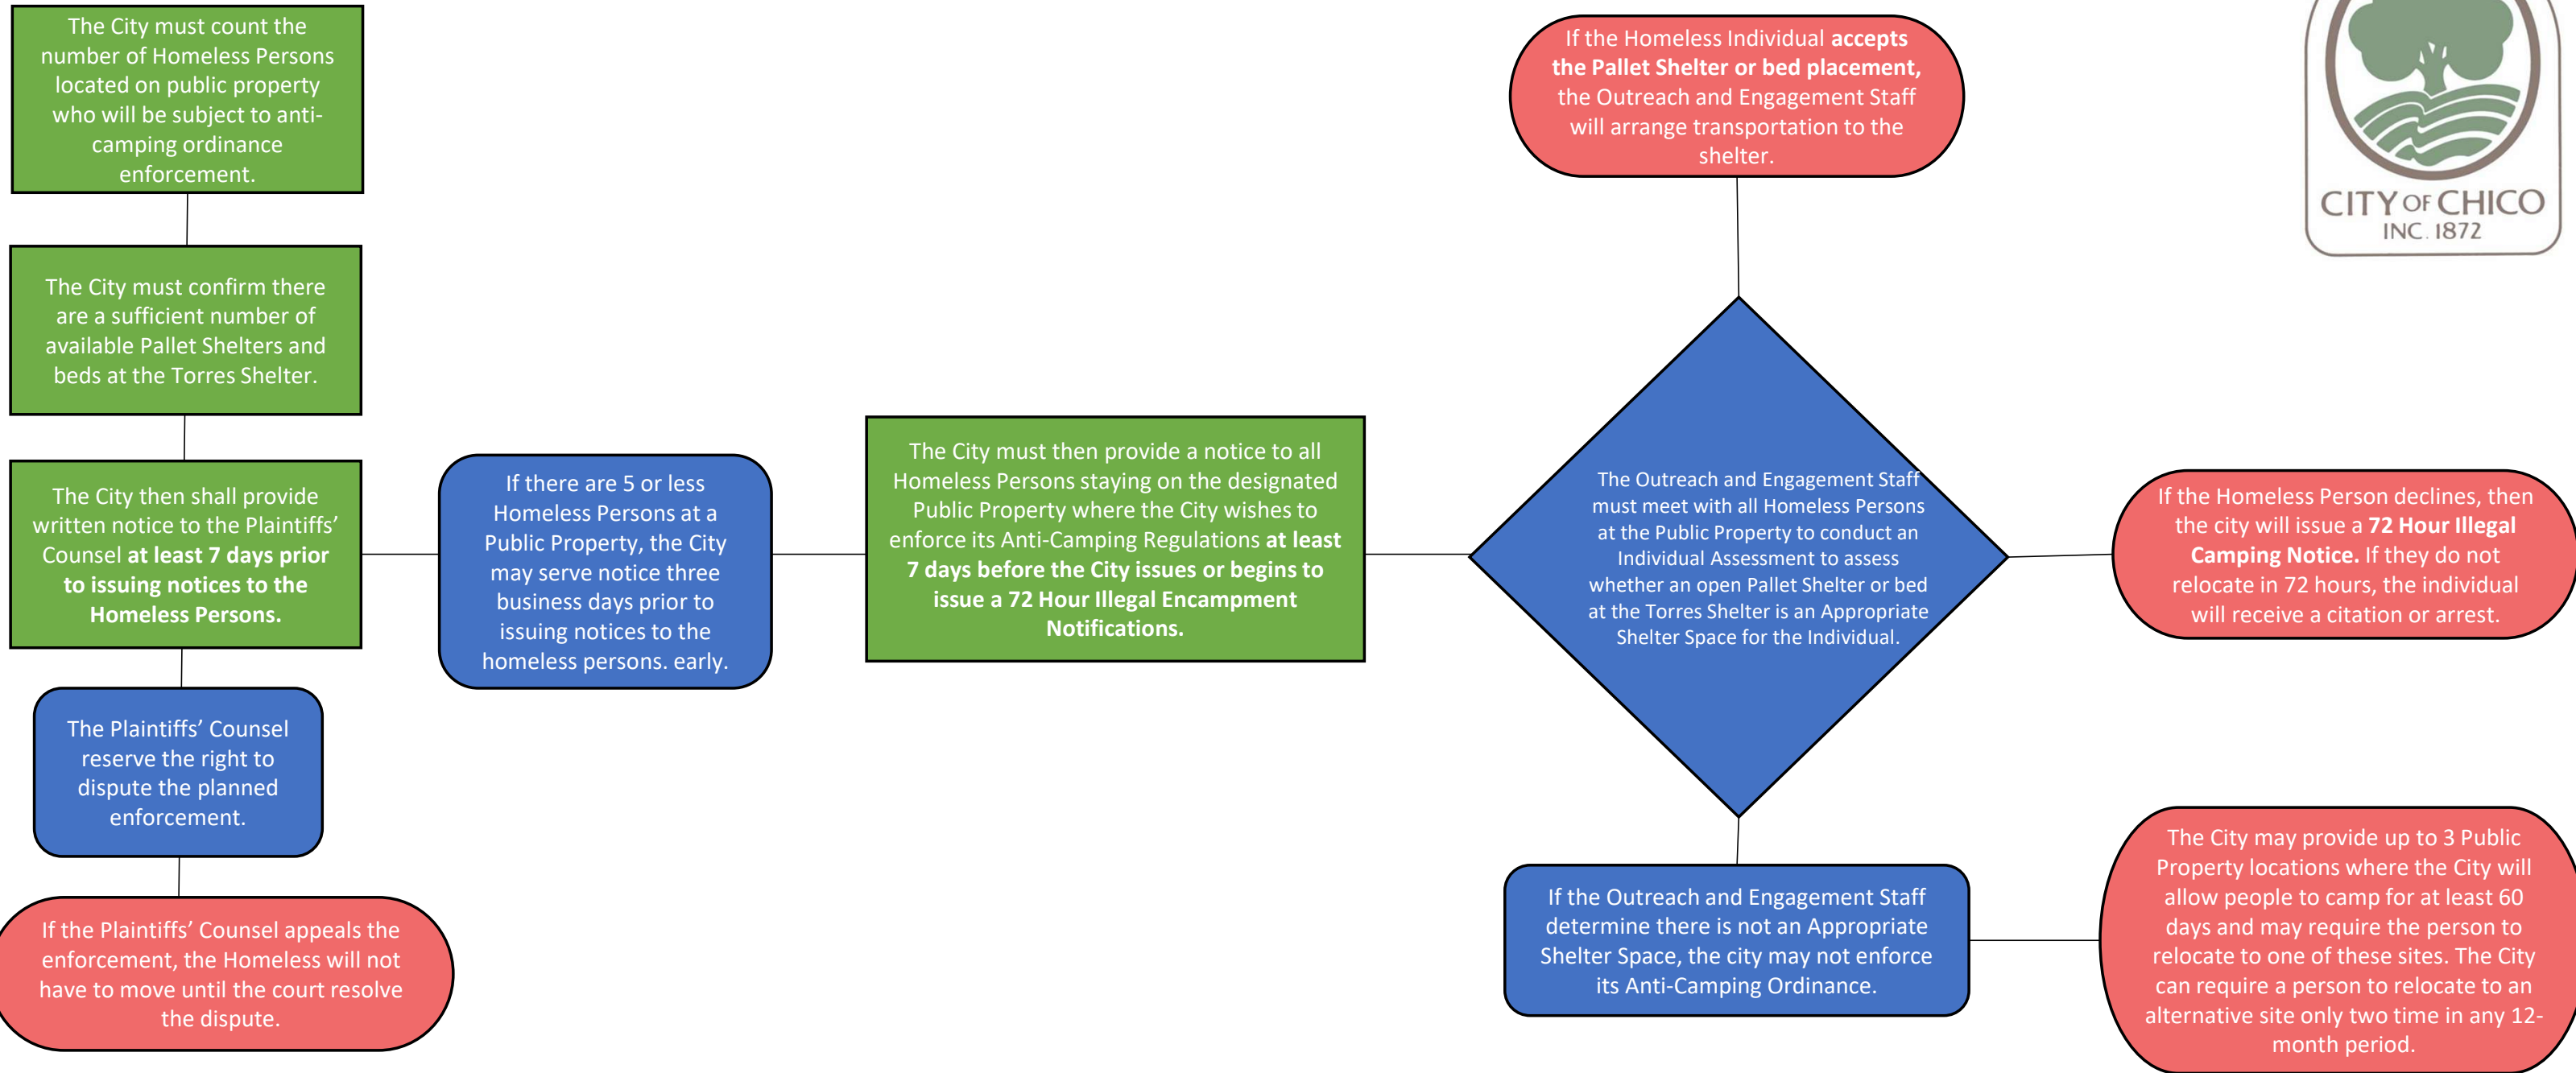 The City must count the
number of Homeless Persons
located on public property
who will be subject to anti-
camping ordinance
enforcement.
The City must confirm there
are a sufficient number of
available Pallet Shelters and
beds at the Torres Shelter.
The City then shall provide
written notice to the Plaintiffs’
Counsel at least 7 days prior
to issuing notices to the
Homeless Persons.
The Plaintiffs’ Counsel
reserve the right to
dispute the planned
enforcement.
If the Plaintiffs’ Counsel appeals the
enforcement, the Homeless will not
have to move until the court resolve
the dispute.
If there are 5 or less
Homeless Persons at a
Public Property, the City
may serve notice three
business days prior to
issuing notices to the
homeless persons. early.
The City must then provide a notice to all
Homeless Persons staying on the designated
Public Property where the City wishes to
enforce its Anti-Camping Regulations at least
7 days before the City issues or begins to
issue a 72 Hour Illegal Encampment
Notifications.
If the Homeless Individual accepts
the Pallet Shelter or bed placement,
the Outreach and Engagement Staff
will arrange transportation to the
shelter.
The Outreach and Engagement Staff
must meet with all Homeless Persons
at the Public Property to conduct an
Individual Assessment to assess
whether an open Pallet Shelter or bed
at the Torres Shelter is an Appropriate
Shelter Space for the Individual.
If the Outreach and Engagement Staff
determine there is not an Appropriate
Shelter Space, the city may not enforce
its Anti-Camping Ordinance.
CITY OF CHICO
INC. 1872
If the Homeless Person declines, then
the city will issue a 72 Hour Illegal
Camping Notice. If they do not
relocate in 72 hours, the individual
will receive a citation or arrest.
The City may provide up to 3 Public
Property locations where the City will
allow people to camp for at least 60
days and may require the person to
relocate to one of these sites. The City
can require a person to relocate to an
alternative site only two time in any 12-
month period.